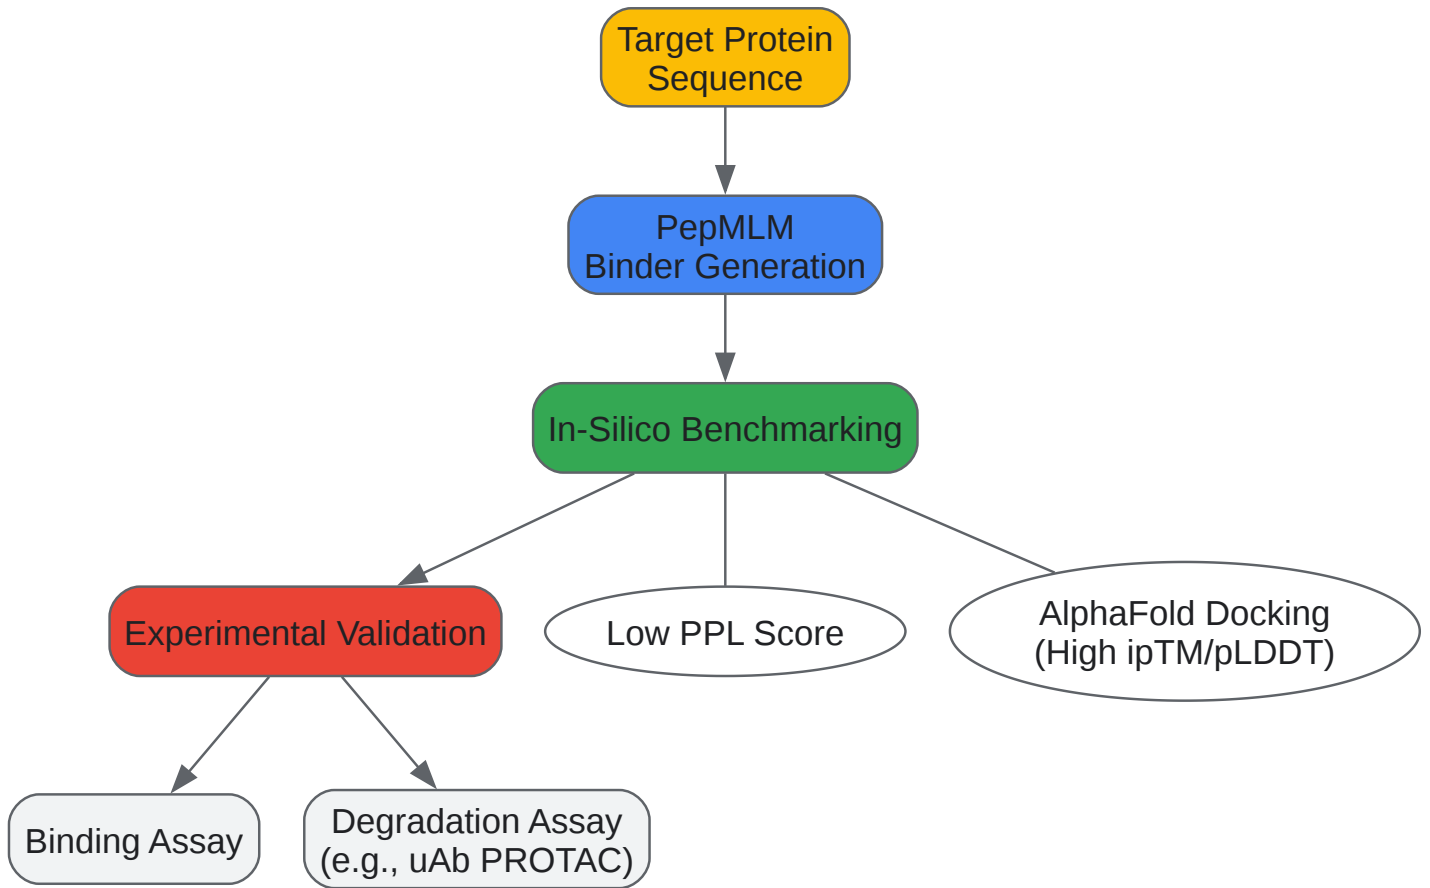 Target Protein
Sequence
PepMLM
Binder Generation
In-Silico Benchmarking
Experimental Validation
Low PPL Score
AlphaFold Docking
(High ipTM/pLDDT)
Binding Assay
Degradation Assay
(e.g., uAb PROTAC)